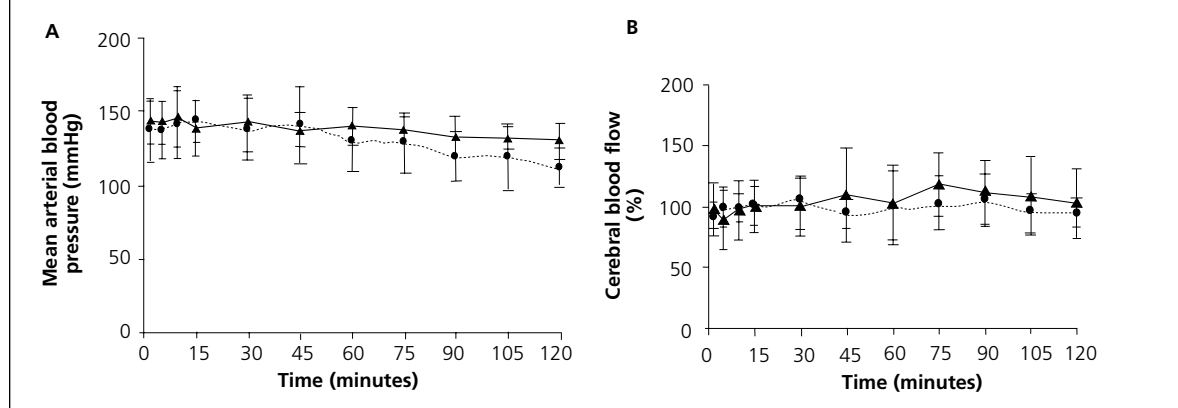 A
200
150
100
50
0
Mean arterial blood
pressure (mmHg)
0 15 30 45 60 75 90 105 120
Time (minutes)
B
200
150
100
50
0
Cerebral blood flow
(%)
0 15 30 45 60 75 90 105 120
Time (minutes)